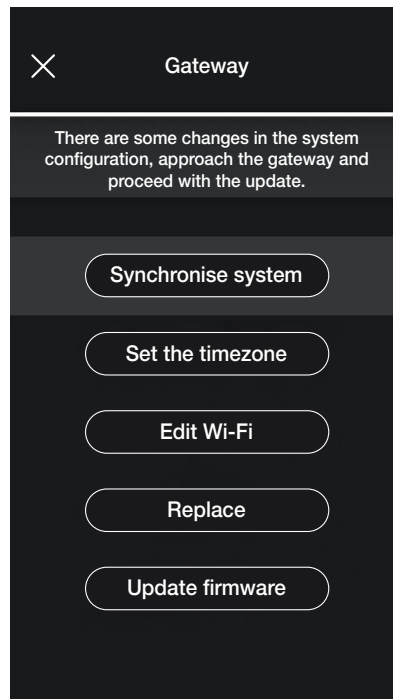 Gateway
There are some changes in the system
configuration, approach the gateway and
proceed with the update.
Synchronise system
Set the timezone
Edit Wi-Fi
Replace
Update firmware